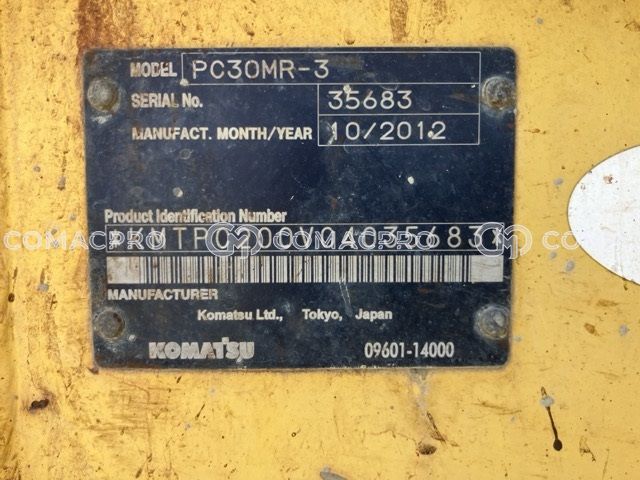 MODEL PC30MR-3
SERIAL No. 35683
MANUFACT. MONTH/YEAR 10/2012
Product Identification Number
MANUFACTURER
Komatsu Ltd., Tokyo, Japan
KOMATSU 09601-14000